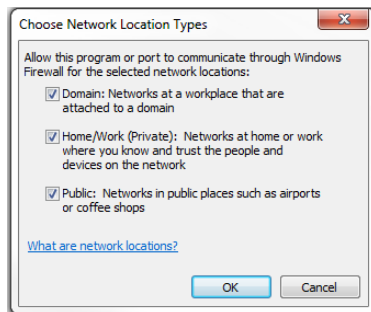 Choose Network Location Types
Allow this program or port to communicate through Windows
Firewall for the selected network locations:
Domain: Networks at a workplace that are
attached to a domain
Home/Work (Private): Networks at home or work
where you know and trust the people and
devices on the network
Public: Networks in public places such as airports
or coffee shops
What are network locations?
OK Cancel